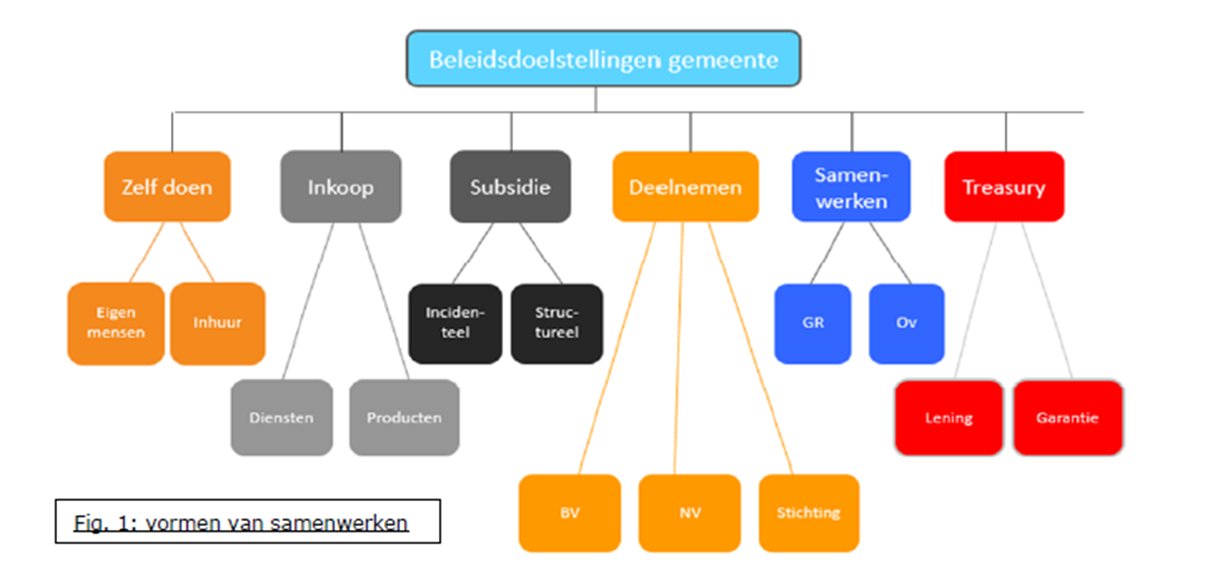 Beleidsdoelstellingen gemeente
Zelf doen
Inkoop
Subsidie
Deelnemen
Samen-
werken
Treasury
Eigen
mensen
Inhuur
Inciden-
teel
Struc-
tureel
GR
Ov
Diensten
Producten
Lening
Garantie
BV
NV
Stichting
Fig. 1: vormen van samenwerken